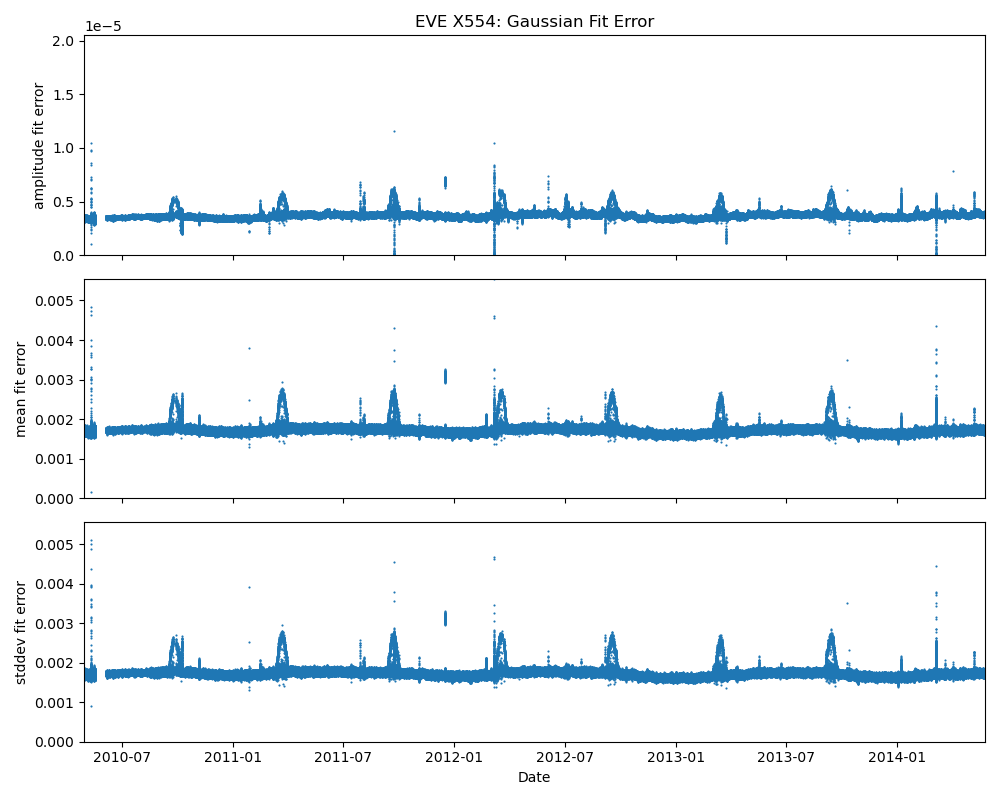 EVE X554: Gaussian Fit Error
1e−5
2.0
1.5
1.0
0.5
0.0
amplitude fit error
0.005
0.004
0.003
0.002
0.001
0.000
mean fit error
0.005
0.004
0.003
0.002
0.001
0.000
stddev fit error
2010-07 2011-01 2011-07 2012-01 2012-07 2013-01 2013-07 2014-01
Date